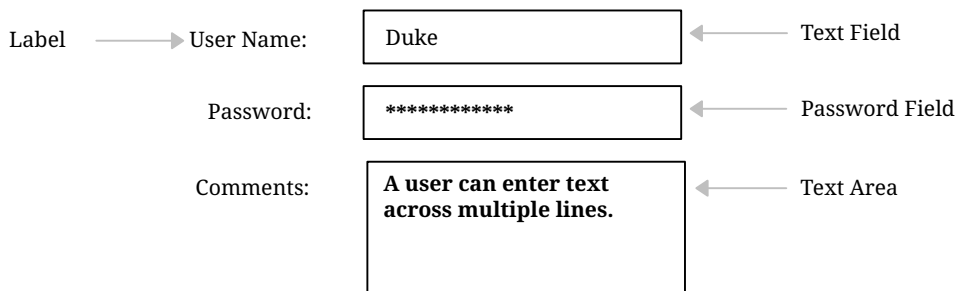 Label User Name: Duke Text Field
Password: ************ Password Field
Comments: A user can enter text Text Area
across multiple lines.